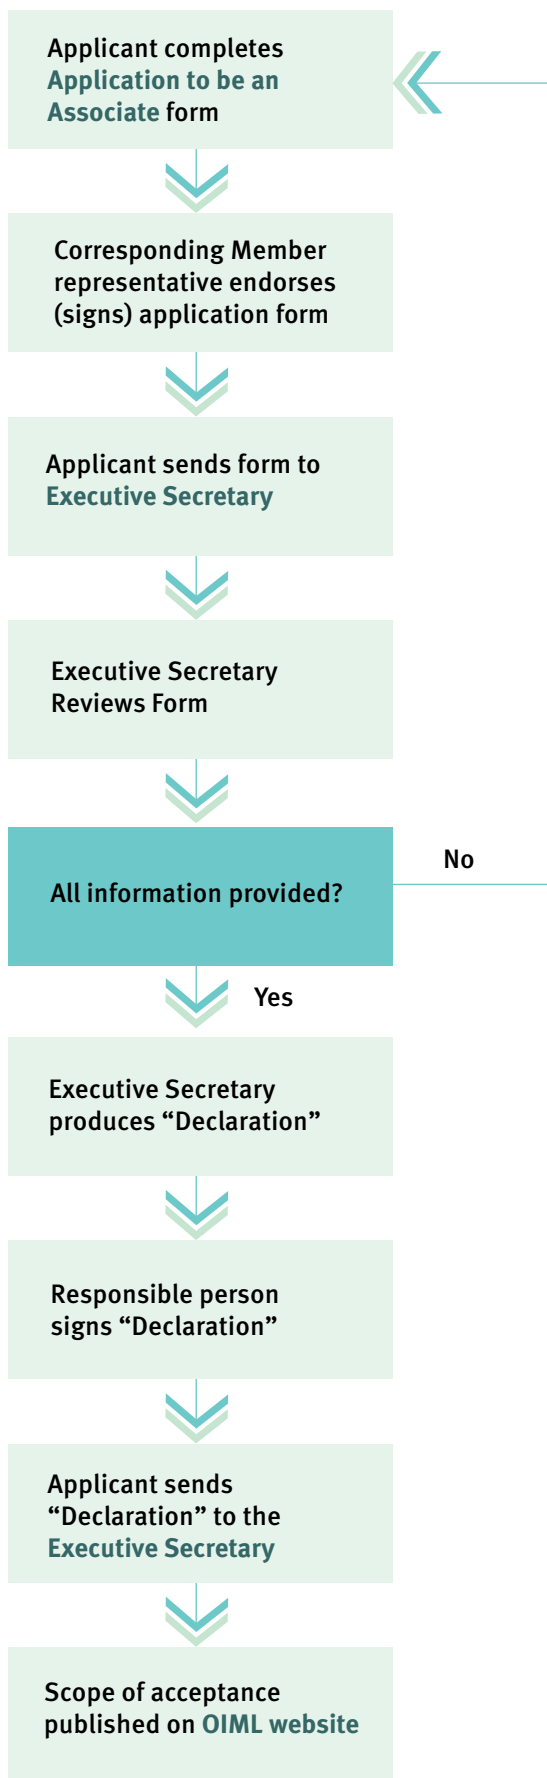 Applicant completes
Application to be an
Associate form
Corresponding Member
representative endorses
(signs) application form
Applicant sends form to
Executive Secretary
Executive Secretary
Reviews Form
All information provided?
No
Yes
Executive Secretary
produces “Declaration”
Responsible person
signs “Declaration”
Applicant sends
“Declaration” to the
Executive Secretary
Scope of acceptance
published on OIML website